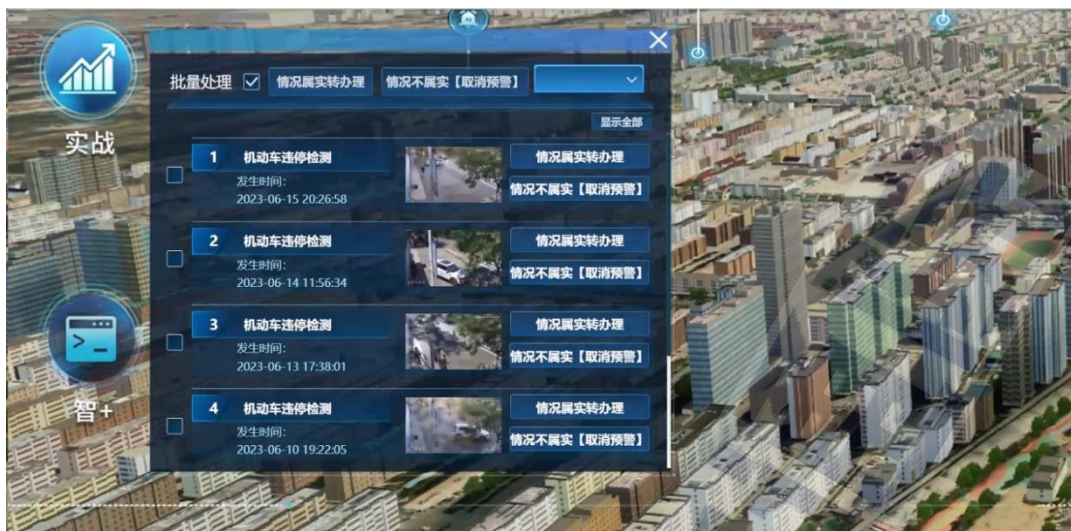 实战
智+
批量处理 情况属实转办理 情况不属实【取消预警】
显示全部
1 机动车违停检测
发生时间:
2023-06-15 20:26:58
情况属实转办理
情况不属实【取消预警】
2 机动车违停检测
发生时间:
2023-06-14 11:56:34
情况属实转办理
情况不属实【取消预警】
3 机动车违停检测
发生时间:
2023-06-13 17:38:01
情况属实转办理
情况不属实【取消预警】
4 机动车违停检测
发生时间:
2023-06-10 19:22:05
情况属实转办理
情况不属实【取消预警】